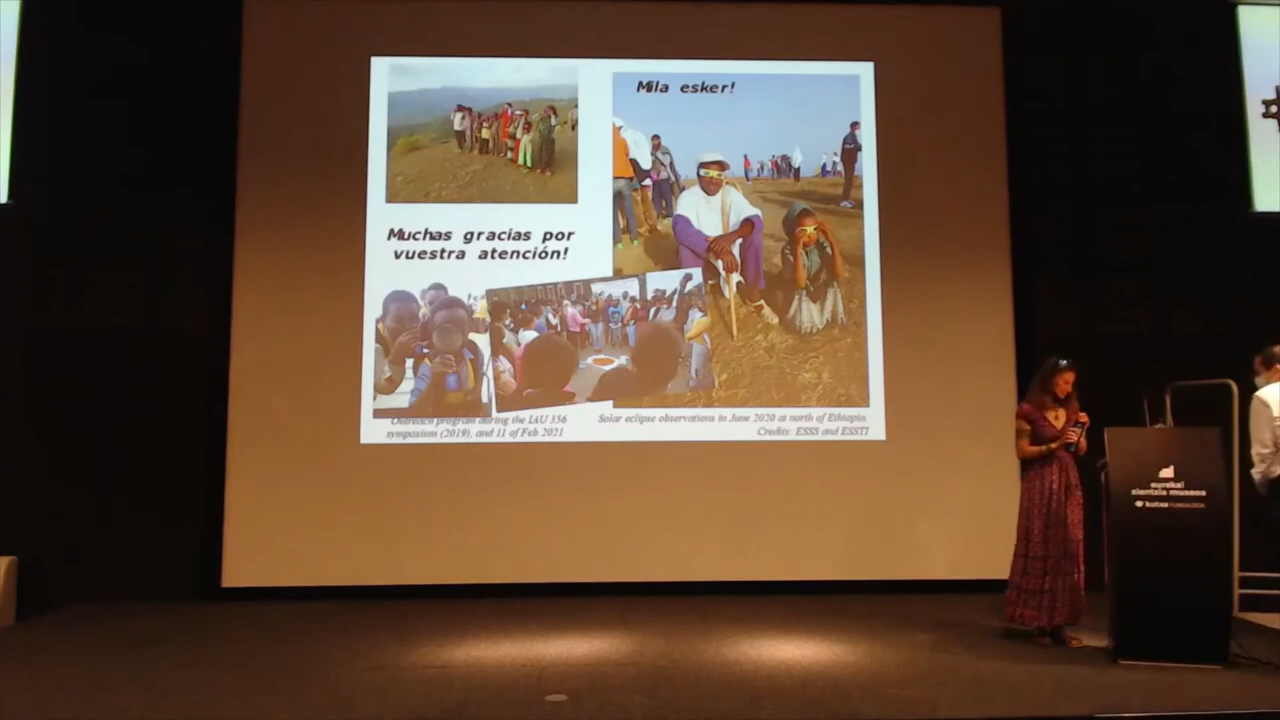 Mila esker!
Muchas gracias por
vuestra atención!
Outreach program during the IAU 356
symposium (2019), and 11 of Feb 2021
Solar eclipse observations in June 2020 at north of Ethiopia.
Credits: ESSS and ESSTI
eureka!
zientzia museoa
kutxa FUNDAZIOA